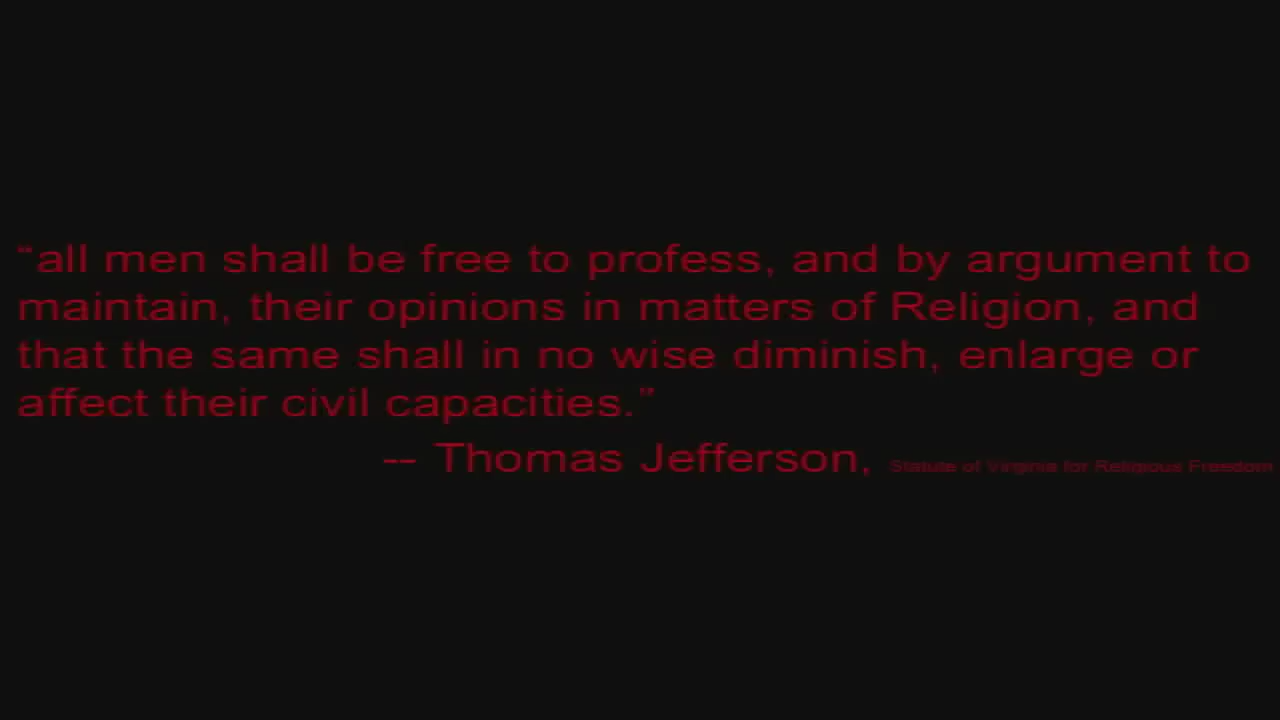 “all men shall be free to profess, and by argument to
maintain, their opinions in matters of Religion, and
that the same shall in no wise diminish, enlarge or
affect their civil capacities.”
-- Thomas Jefferson, Statute of Virginia for Religious Freedom